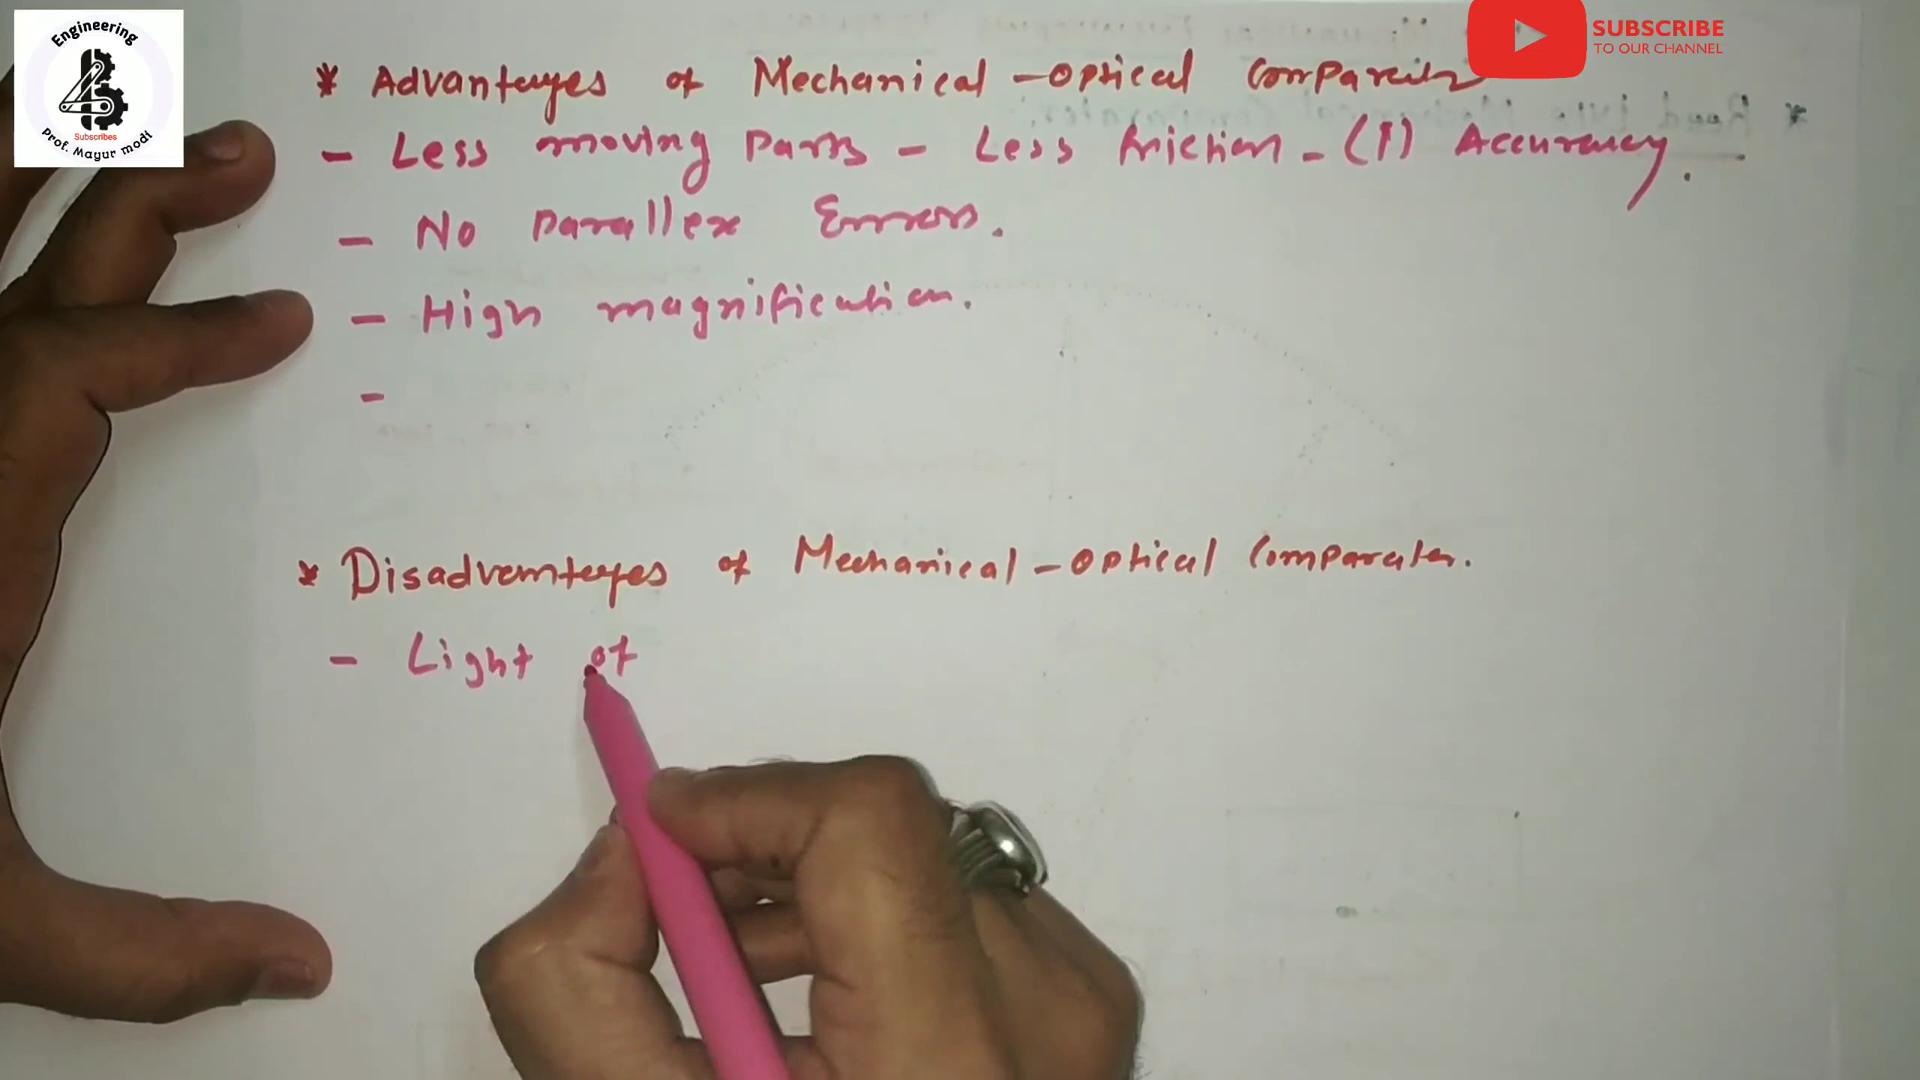 Engineering
Subscribes
Prof. Mayur modi
SUBSCRIBE
TO OUR CHANNEL
* Advantages of Mechanical - Optical Comparator
- Less moving parts - Less friction - (↑) Accuracy.
- No parallex Errors.
- High magnification.
-
* Disadvantages of Mechanical - Optical Comparator.
- Light of